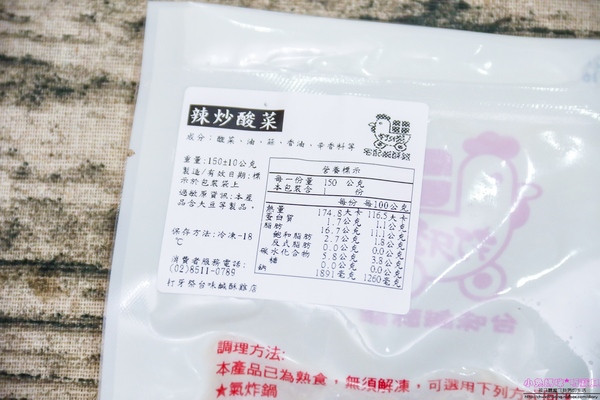 辣炒酸菜
成分：酸菜、油、蒜、香油、辛香料等
宅配鹹酥雞
重量:150±10公克
製造/有效日期:標
示於包裝袋上
過敏原資訊:本產
品含大豆等製品。
保存方法:冷凍-18
℃
消費者服務電話:
(02)8511-0789
打牙祭台味鹹酥雞店
營養標示
每一份量 150 公克
本包裝含 1 份
每份 每100公克
熱量 174.8大卡 116.5大卡
蛋白質 1.7公克 1.1公克
脂肪 16.7公克 11.1公克
飽和脂肪 2.7公克 1.8公克
反式脂肪 0.0公克 0.0公克
碳水化合物 5.8公克 3.8公克
糖 0.0公克 0.0公克
鈉 1891毫克 1260毫克
調理方法:
本產品已為熟食，無須解凍，可選用下列方
★氣炸鍋